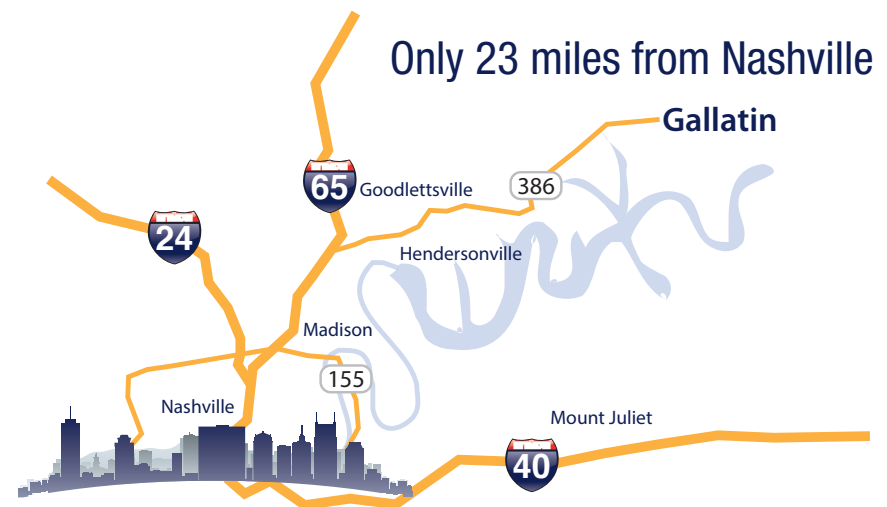 Only 23 miles from Nashville
Gallatin
65
Goodlettsville
386
24
Hendersonville
Madison
155
Nashville
Mount Juliet
40